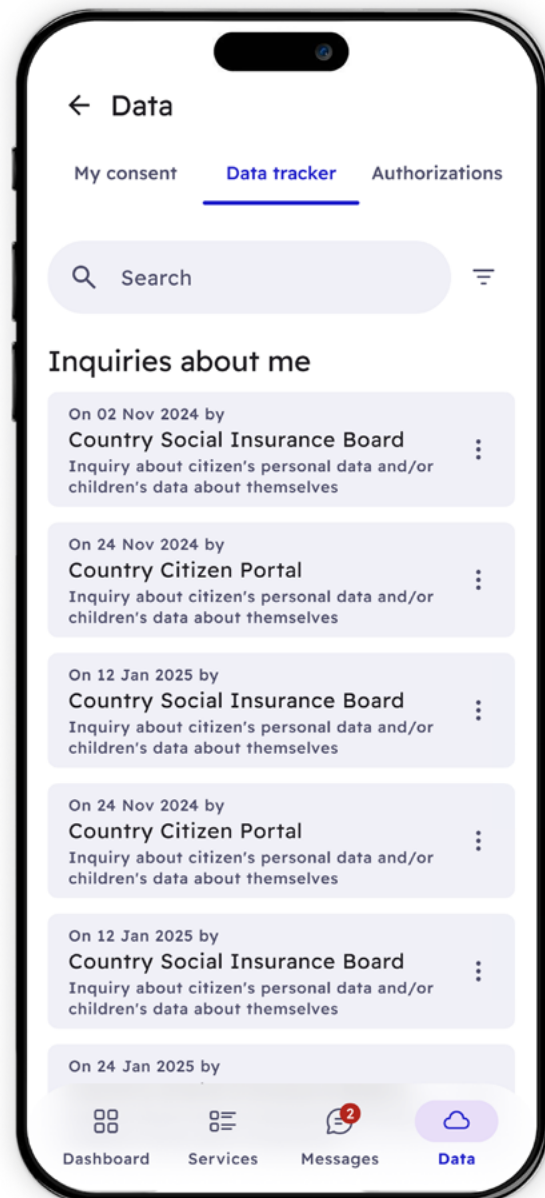 Data
My consent
Data tracker
Authorizations
Search
Inquiries about me
On 02 Nov 2024 by
Country Social Insurance Board
Inquiry about citizen's personal data and/or
children's data about themselves
On 24 Nov 2024 by
Country Citizen Portal
Inquiry about citizen's personal data and/or
children's data about themselves
On 12 Jan 2025 by
Country Social Insurance Board
Inquiry about citizen's personal data and/or
children's data about themselves
On 24 Nov 2024 by
Country Citizen Portal
Inquiry about citizen's personal data and/or
children's data about themselves
On 12 Jan 2025 by
Country Social Insurance Board
Inquiry about citizen's personal data and/or
children's data about themselves
On 24 Jan 2025 by
2
Dashboard
Services
Messages
Data